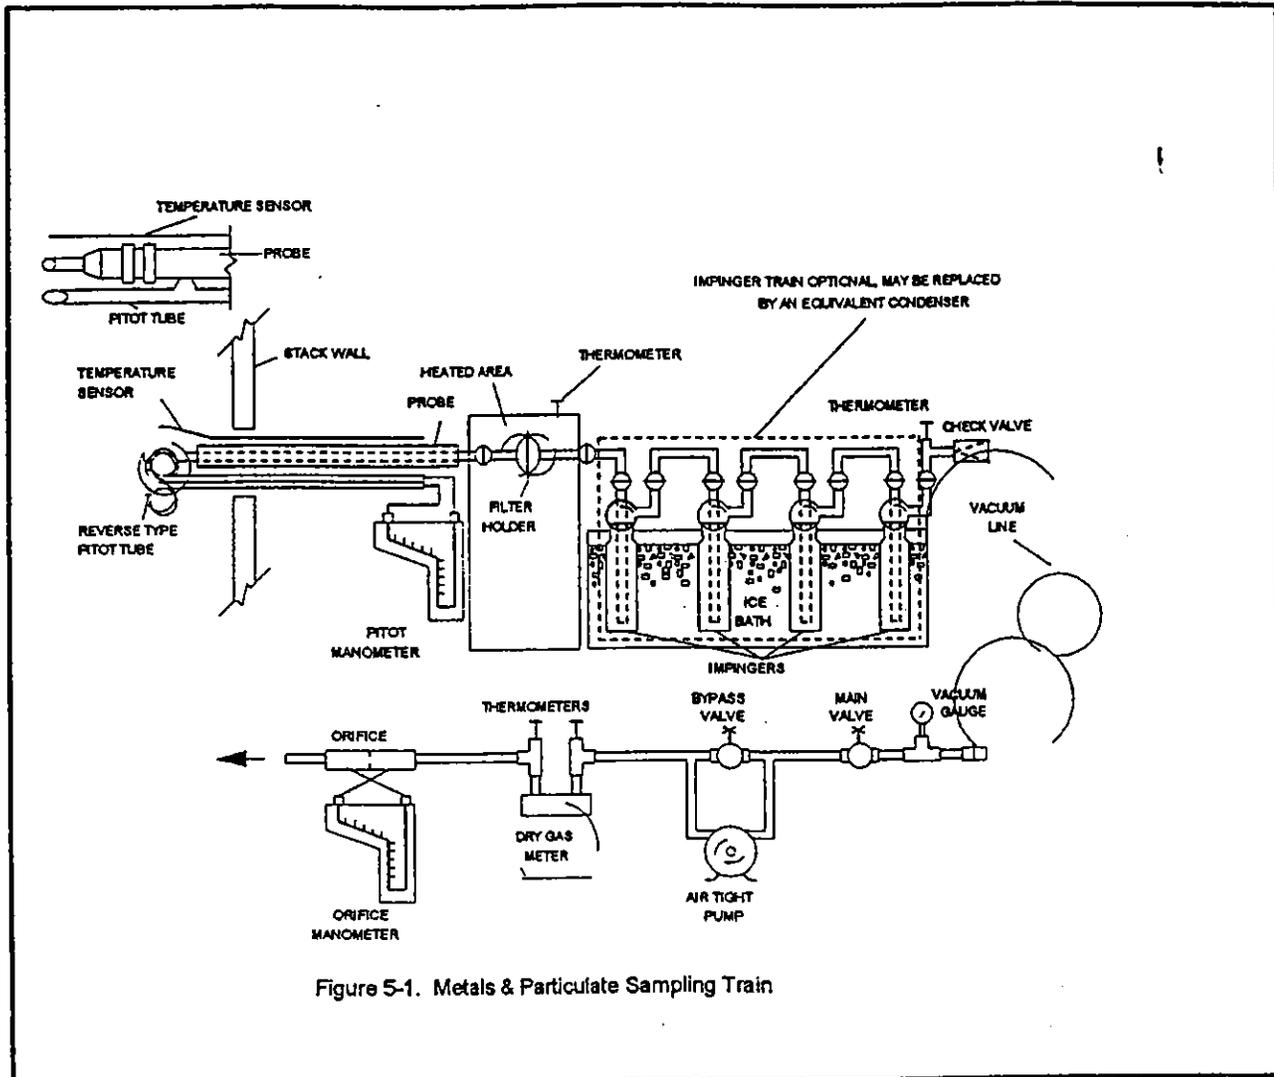 TEMPERATURE SENSOR
PROBE
PITOT TUBE
IMPINGER TRAIN OPTIONAL, MAY BE REPLACED
BY AN EQUIVALENT CONDENSER
STACK WALL
THERMOMETER
TEMPERATURE
SENSOR
HEATED AREA
PROBE
THERMOMETER
CHECK VALVE
FILTER
HOLDER
VACUUM
LINE
REVERSE TYPE
PITOT TUBE
ICE
BATH
PITOT
MANOMETER
IMPINGERS
THERMOMETERS
BYPASS
VALVE
MAIN
VALVE
VACUUM
GAUGE
ORIFICE
DRY GAS
METER
AIR TIGHT
PUMP
ORIFICE
MANOMETER
Figure 5-1. Metals & Particulate Sampling Train